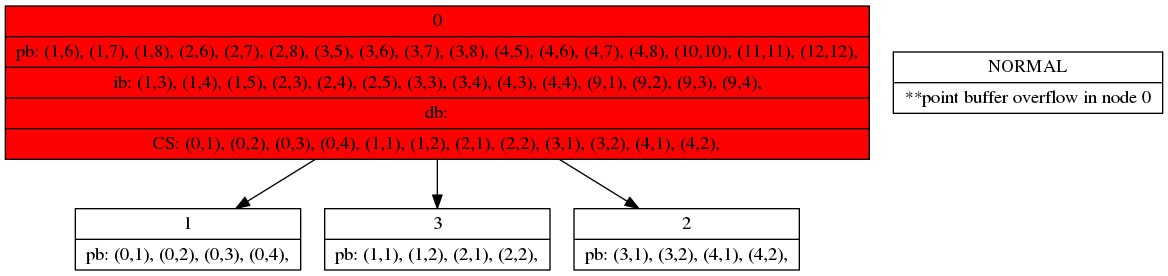 0
pb: (1,6), (1,7), (1,8), (2,6), (2,7), (2,8), (3,5), (3,6), (3,7), (3,8), (4,5), (4,6), (4,7), (4,8), (10,10), (11,11), (12,12),
ib: (1,3), (1,4), (1,5), (2,3), (2,4), (2,5), (3,3), (3,4), (4,3), (4,4), (9,1), (9,2), (9,3), (9,4),
db:
CS: (0,1), (0,2), (0,3), (0,4), (1,1), (1,2), (2,1), (2,2), (3,1), (3,2), (4,1), (4,2),
NORMAL
**point buffer overflow in node 0
1
pb: (0,1), (0,2), (0,3), (0,4),
3
pb: (1,1), (1,2), (2,1), (2,2),
2
pb: (3,1), (3,2), (4,1), (4,2),